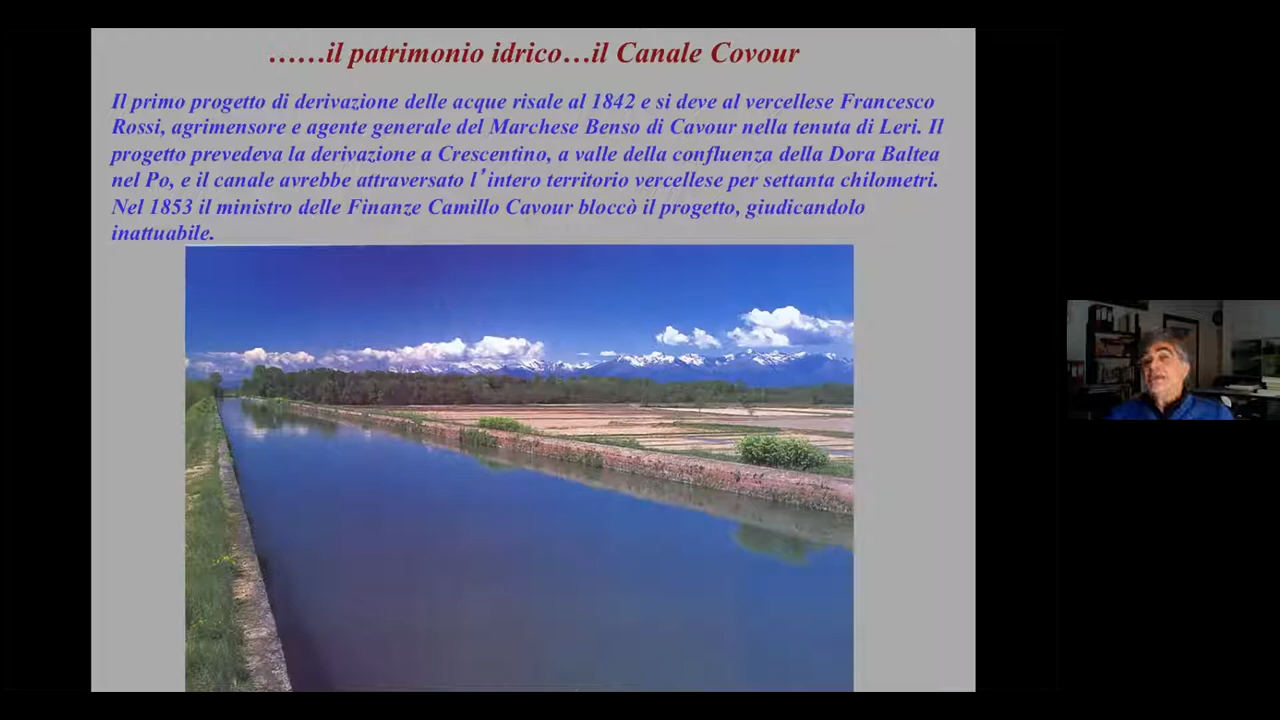 ……il patrimonio idrico…il Canale Covour
Il primo progetto di derivazione delle acque risale al 1842 e si deve al vercellese Francesco
Rossi, agrimensore e agente generale del Marchese Benso di Cavour nella tenuta di Leri. Il
progetto prevedeva la derivazione a Crescentino, a valle della confluenza della Dora Baltea
nel Po, e il canale avrebbe attraversato l’intero territorio vercellese per settanta chilometri.
Nel 1853 il ministro delle Finanze Camillo Cavour bloccò il progetto, giudicandolo
inattuabile.